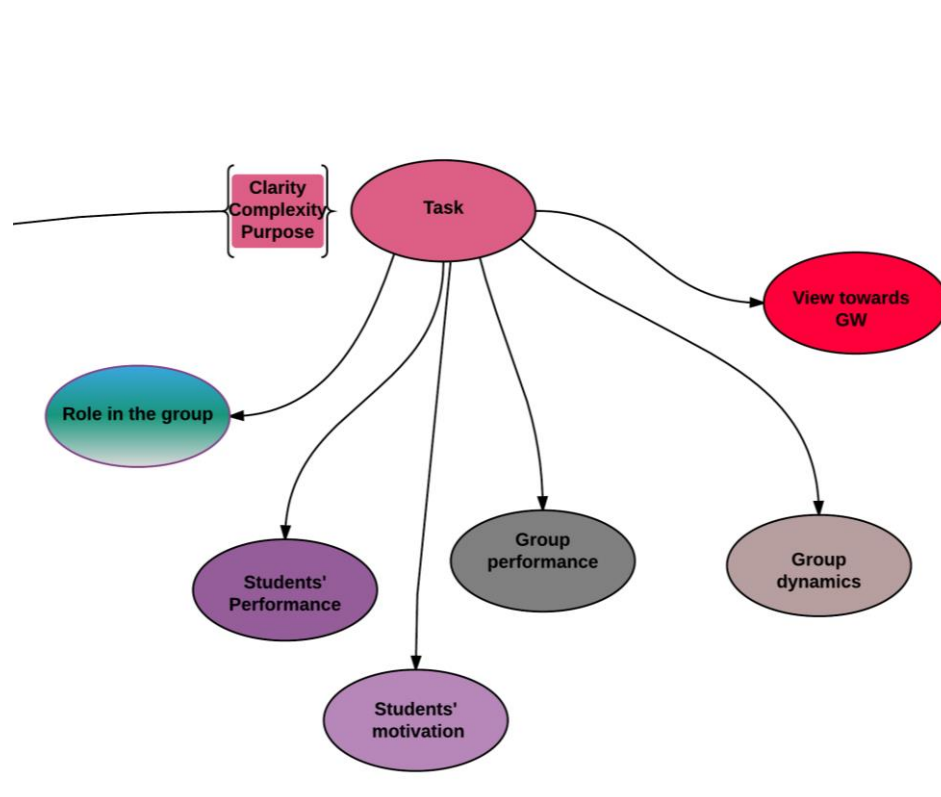 Clarity
Complexity
Purpose
Task
View towards
GW
Role in the group
Group
performance
Group
dynamics
Students'
Performance
Students'
motivation